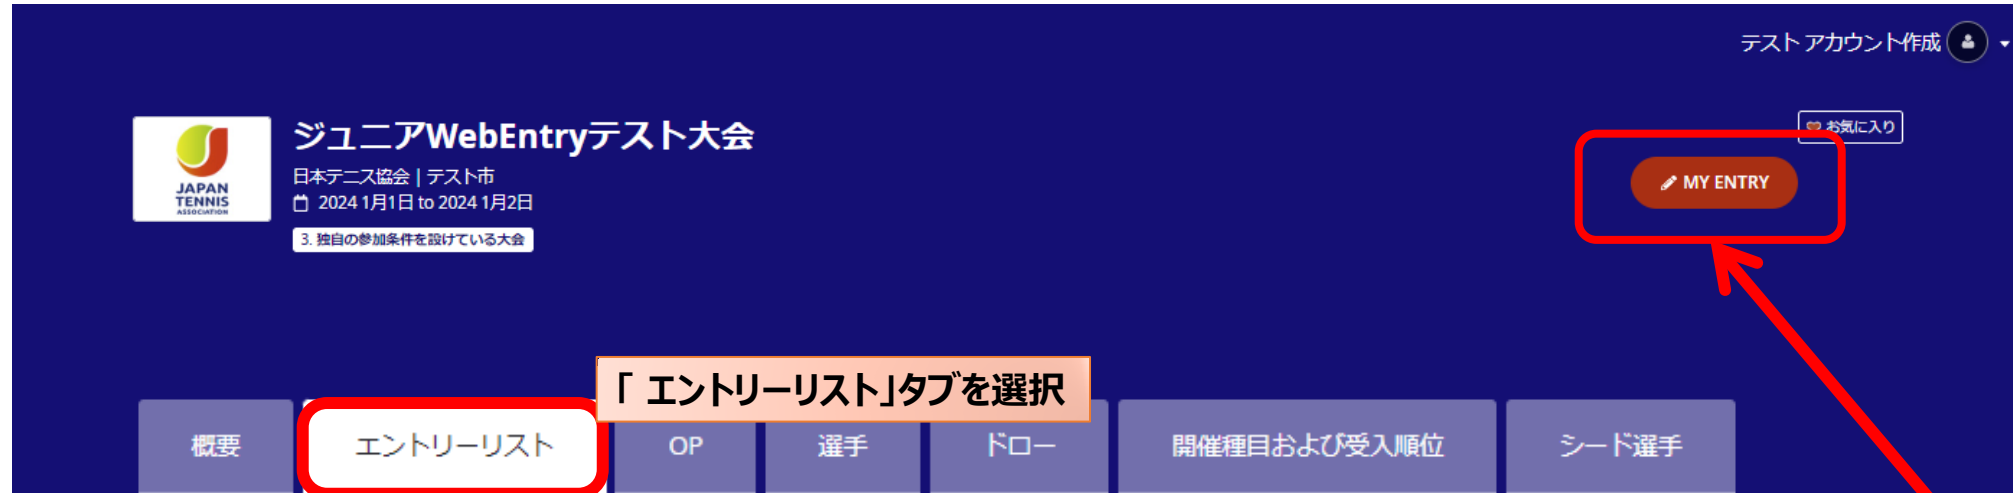 テスト アカウント作成
お気に入り
ジュニアWebEntryテスト大会
日本テニス協会 | テスト市
2024 1月1日 to 2024 1月2日
3. 独自の参加条件を設けている大会
JAPAN
TENNIS
ASSOCIATION
MY ENTRY
「 エントリーリスト」タブを選択
概要
エントリーリスト
OP
選手
ドロー
開催種目および受入順位
シード選手